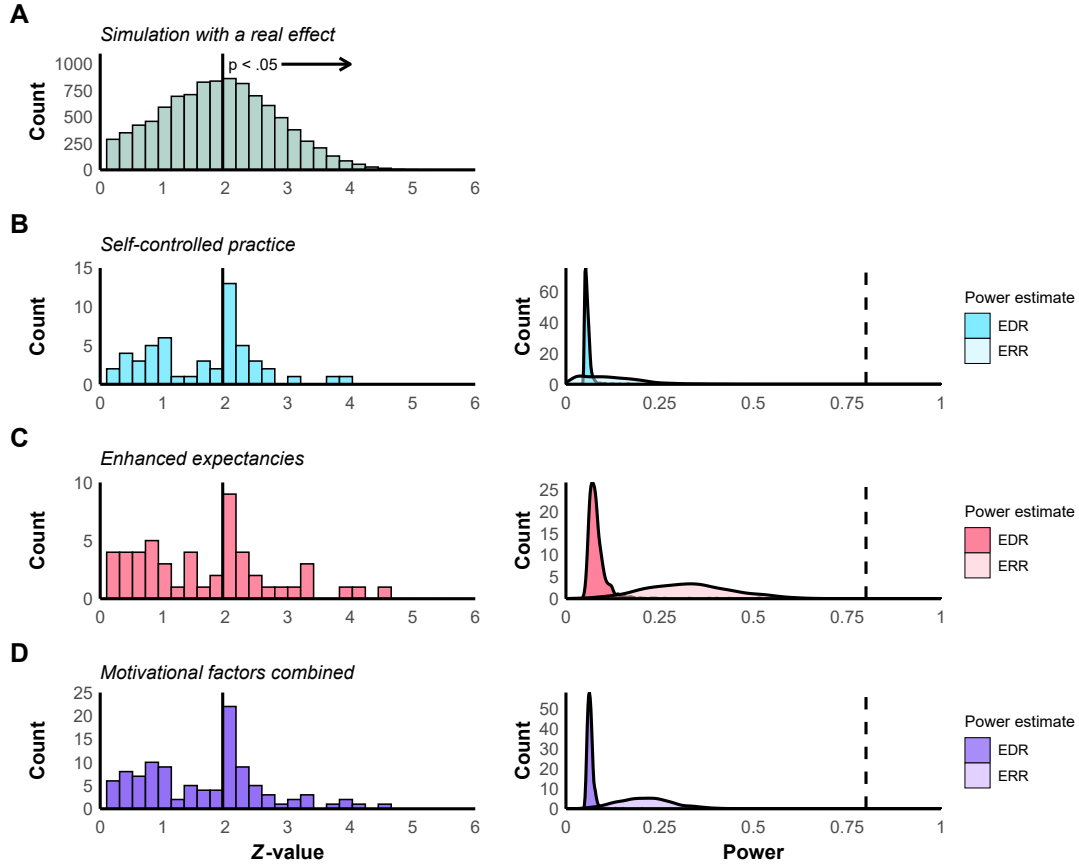 A
Simulation with a real effect
p < .05
Count
1000
750
500
250
0
0 1 2 3 4 5 6
B
Self-controlled practice
Count
15
10
5
0
0 1 2 3 4 5 6
Count
60
40
20
0
0 0.25 0.5 0.75 1
Power estimate
EDR
ERR
C
Enhanced expectancies
Count
10
5
0
0 1 2 3 4 5 6
Count
25
20
15
10
5
0
0 0.25 0.5 0.75 1
Power estimate
EDR
ERR
D
Motivational factors combined
Count
25
20
15
10
5
0
0 1 2 3 4 5 6
Z-value
Count
50
40
30
20
10
0
0 0.25 0.5 0.75 1
Power
Power estimate
EDR
ERR